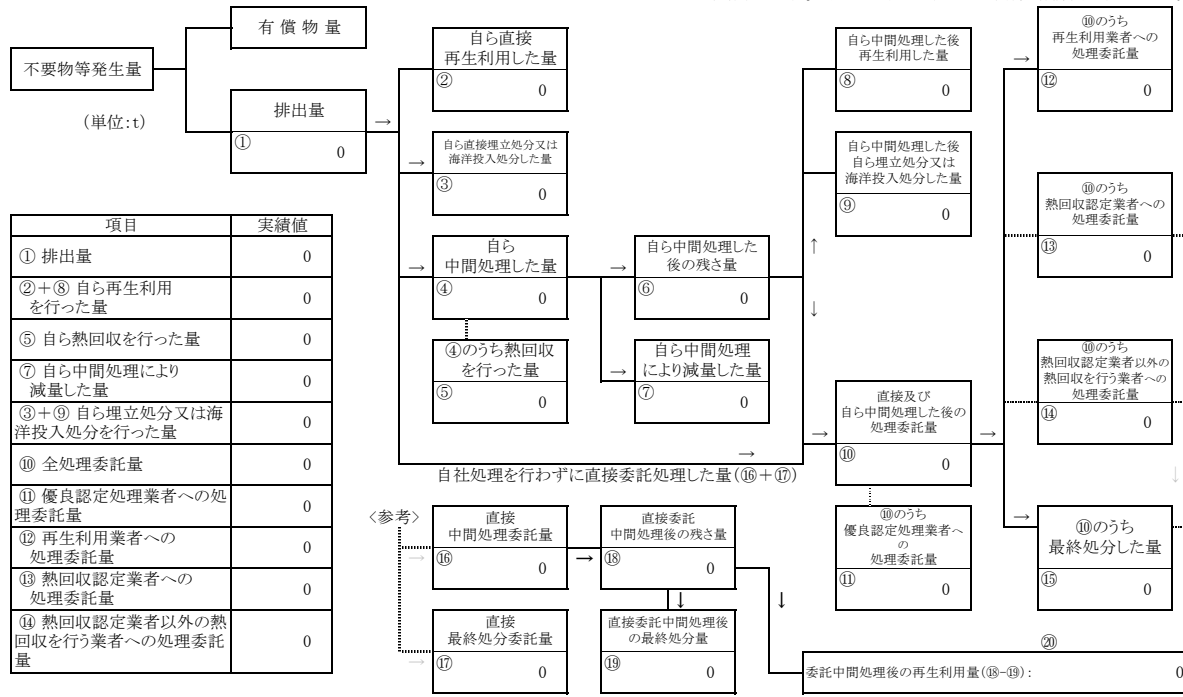 不要物等発生量
(単位:t)
有償物量
排出量
①
0
→
自ら直接
再生利用した量
②
0
→
自ら直接埋立処分又は
海洋投入処分した量
③
0
→
自ら
中間処理した量
④
0
④のうち熱回収
を行った量
⑤
0
→
自ら中間処理した
後の残さ量
⑥
0
→
自ら中間処理
により減量した量
⑦
0
自ら中間処理した後
再生利用した量
⑧
0
自ら中間処理した後
自ら埋立処分又は
海洋投入処分した量
⑨
0
↑
↓
→
→
直接及び
自ら中間処理した後の
処理委託量
⑩
0
→
自社処理を行わずに直接委託処理した量(⑯+⑰)
⑩のうち
優良認定処理業者へ
の
処理委託量
⑪
0
→
⑩のうち
再生利用業者への
処理委託量
⑫
0
⑩のうち
熱回収認定業者への
処理委託量
⑬
0
⑩のうち
熱回収認定業者以外の
熱回収を行う業者への
処理委託量
⑭
0
↓
→
⑩のうち
最終処分した量
⑮
0
項目 実績値
① 排出量 0
②+⑧ 自ら再生利用
を行った量 0
⑤ 自ら熱回収を行った量 0
⑦ 自ら中間処理により
減量した量 0
③+⑨ 自ら埋立処分又は海
洋投入処分を行った量 0
⑩ 全処理委託量 0
⑪ 優良認定処理業者への処
理委託量 0
⑫ 再生利用業者への
処理委託量 0
⑬ 熱回収認定業者への
処理委託量 0
⑭ 熱回収認定業者以外の熱
回収を行う業者への処理委託
量 0
〈参考〉
→
直接
中間処理委託量
⑯
0
→
直接委託
中間処理後の残さ量
⑱
0
↓
↓
→
直接
最終処分委託量
⑰
0
直接委託中間処理後
の最終処分量
⑲
0
⑳
委託中間処理後の再生利用量(⑱-⑲): 0